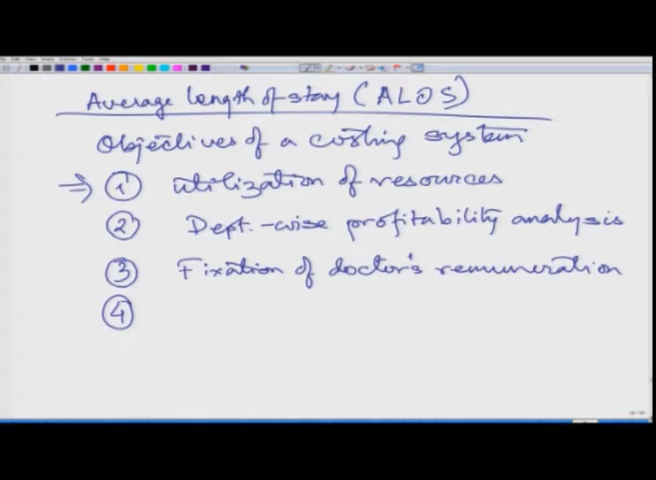 Average length of stay (ALOS)
Objectives of a costing system
⇒ ① utilization of resources
② Dept.-wise profitability analysis
③ Fixation of doctor's remuneration
④